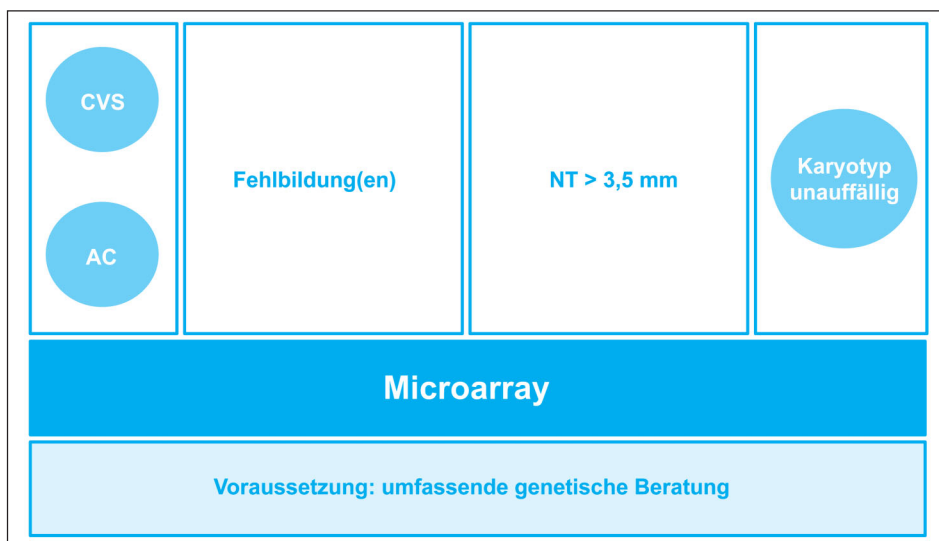 CVS
AC
Fehlbildung(en)
NT > 3,5 mm
Karyotyp
unauffällig
Microarray
Voraussetzung: umfassende genetische Beratung